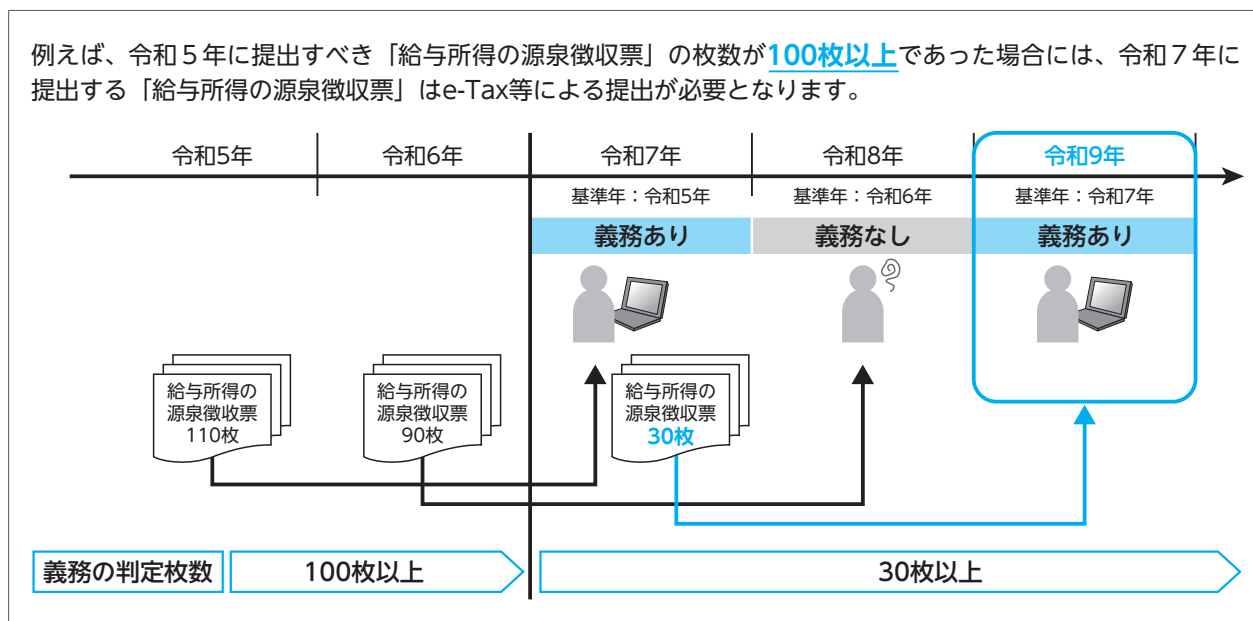 例えば、令和５年に提出すべき「給与所得の源泉徴収票」の枚数が100枚以上であった場合には、令和７年に
提出する「給与所得の源泉徴収票」はe-Tax等による提出が必要となります。
令和5年
令和6年
令和7年
令和8年
令和9年
基準年：令和5年
基準年：令和6年
基準年：令和7年
義務あり
義務なし
義務あり
給与所得の
源泉徴収票
110枚
給与所得の
源泉徴収票
90枚
給与所得の
源泉徴収票
30枚
義務の判定枚数
100枚以上
30枚以上